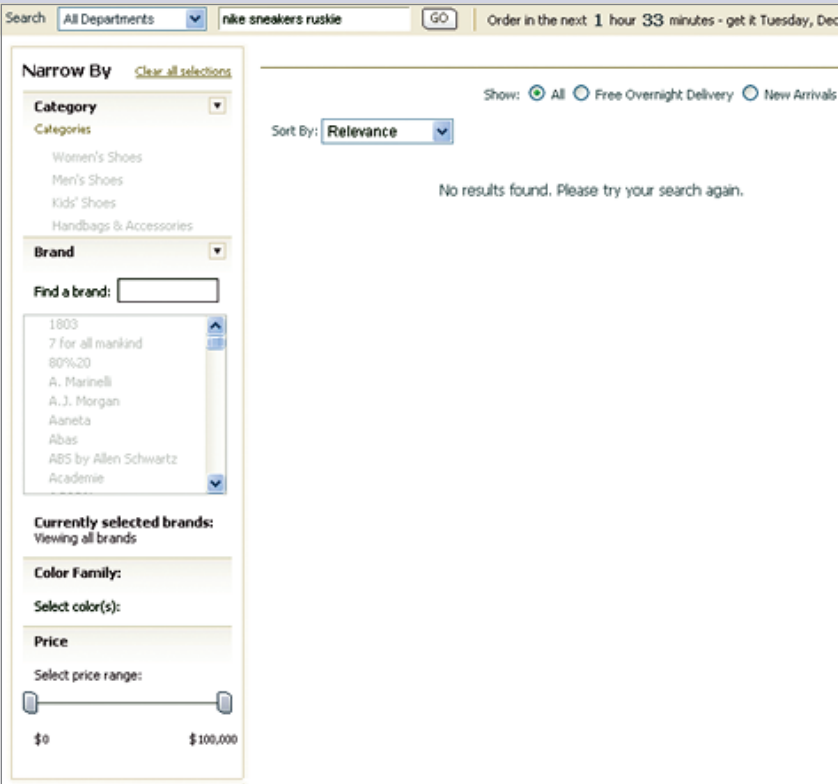 Search All Departments nike sneakers ruskie GO Order in the next 1 hour 33 minutes - get it Tuesday, Dec
Narrow By Clear all selections
Show: All Free Overnight Delivery New Arrivals
Category
Sort By: Relevance
Categories
Women's Shoes
Men's Shoes
Kids' Shoes
Handbags & Accessories
No results found. Please try your search again.
Brand
Find a brand:
1803
7 for all mankind
80%20
A. Marinelli
A.J. Morgan
Aaneta
Abas
ABS by Allen Schwartz
Academie
Currently selected brands:
Viewing all brands
Color Family:
Select color(s):
Price
Select price range:
$0 $100,000